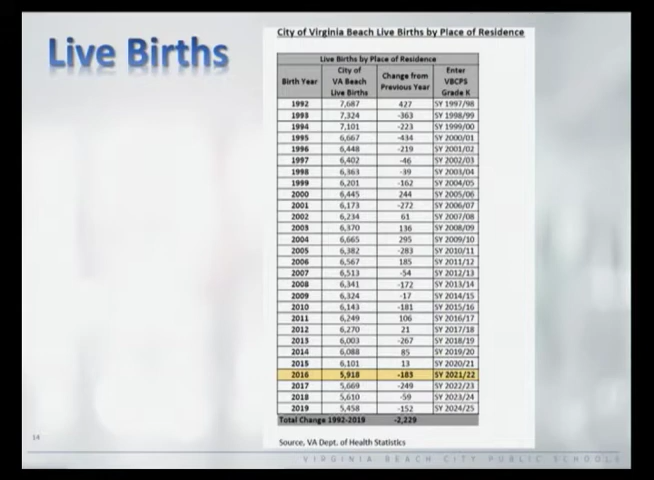 Live Births
City of Virginia Beach Live Births by Place of Residence
Live Births by Place of Residence
Birth Year City of VA Beach Live Births Change from Previous Year Enter VBCPS Grade K
1992 7,687 427 SY 1997/98
1993 7,324 -363 SY 1998/99
1994 7,101 -223 SY 1999/00
1995 6,667 -434 SY 2000/01
1996 6,448 -219 SY 2001/02
1997 6,402 -46 SY 2002/03
1998 6,363 -39 SY 2003/04
1999 6,201 -162 SY 2004/05
2000 6,445 244 SY 2005/06
2001 6,173 -272 SY 2006/07
2002 6,234 61 SY 2007/08
2003 6,370 136 SY 2008/09
2004 6,665 295 SY 2009/10
2005 6,382 -283 SY 2010/11
2006 6,567 185 SY 2011/12
2007 6,513 -54 SY 2012/13
2008 6,341 -172 SY 2013/14
2009 6,324 -17 SY 2014/15
2010 6,143 -181 SY 2015/16
2011 6,249 106 SY 2016/17
2012 6,270 21 SY 2017/18
2013 6,003 -267 SY 2018/19
2014 6,088 85 SY 2019/20
2015 6,101 13 SY 2020/21
2016 5,918 -183 SY 2021/22
2017 5,669 -249 SY 2022/23
2018 5,610 -59 SY 2023/24
2019 5,458 -152 SY 2024/25
Total Change 1992-2019 -2,229
Source, VA Dept. of Health Statistics
14
VIRGINIA BEACH CITY PUBLIC SCHOOLS